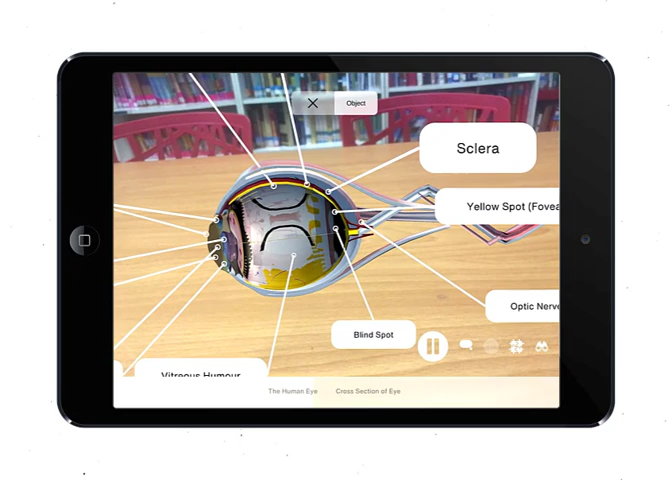 Object
Sclera
Yellow Spot (Fovea
Optic Nerve
Blind Spot
Vitreous Humour
The Human Eye
Cross Section of Eye